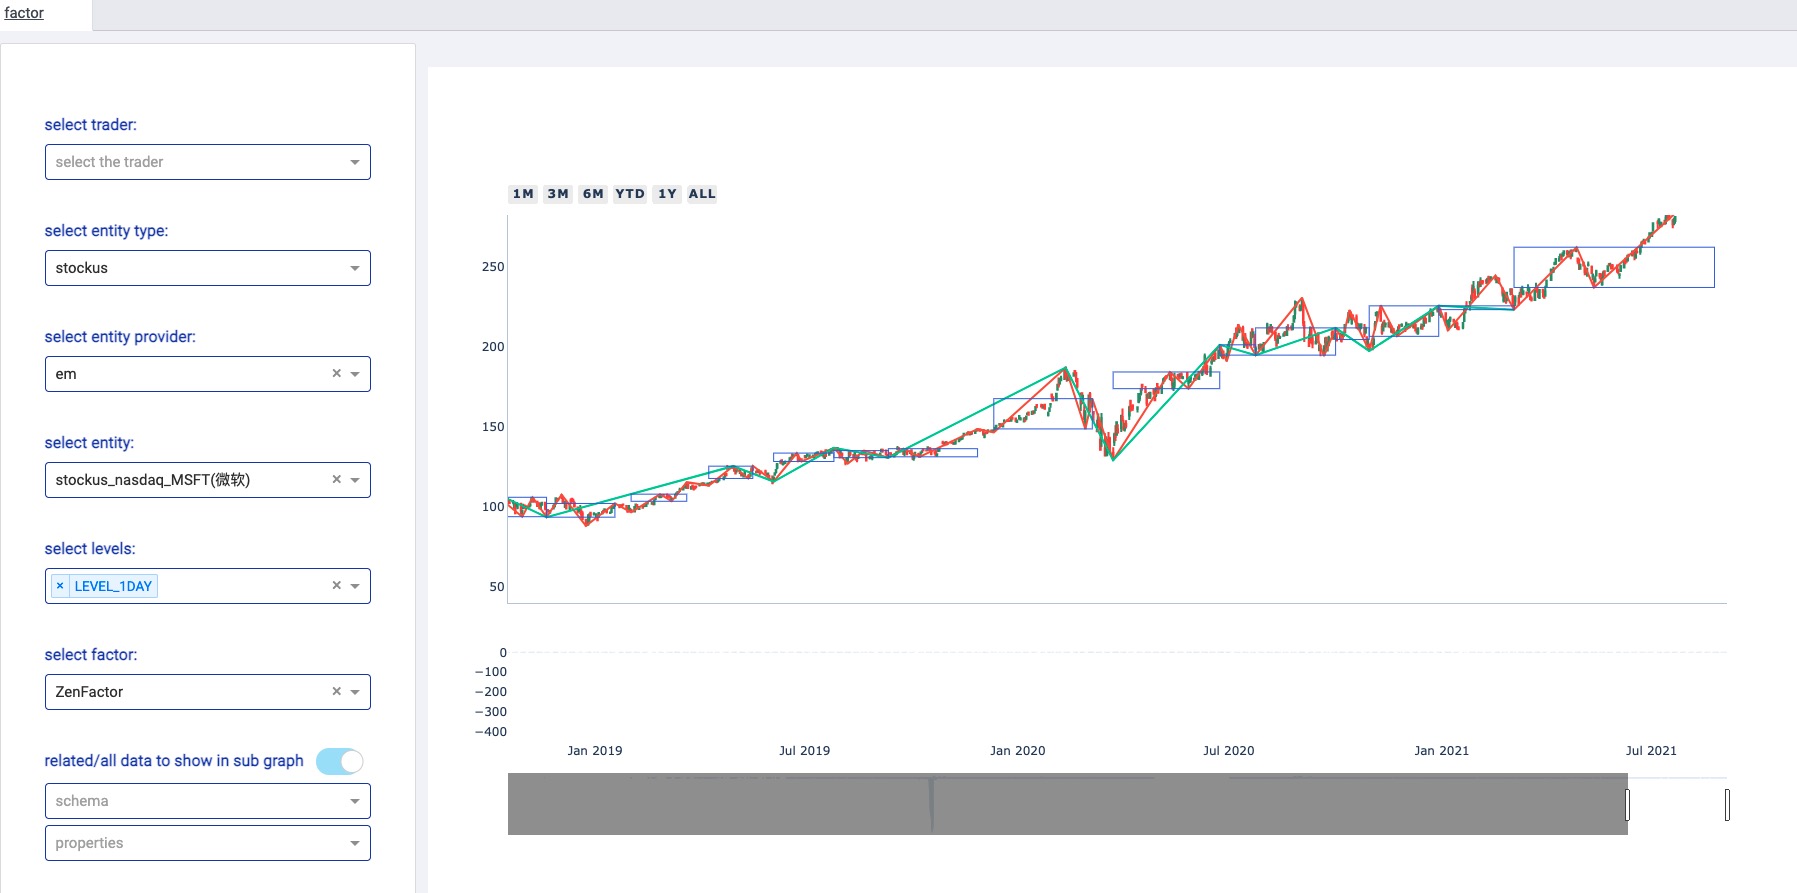 factor
select trader:
select the trader
select entity type:
stockus
select entity provider:
em
select entity:
stockus_nasdaq_MSFT(微软)
select levels:
× LEVEL_1DAY
select factor:
ZenFactor
related/all data to show in sub graph
schema
properties
1M 3M 6M YTD 1Y ALL
250
200
150
100
50
0
−100
−200
−300
−400
Jan 2019 Jul 2019 Jan 2020 Jul 2020 Jan 2021 Jul 2021